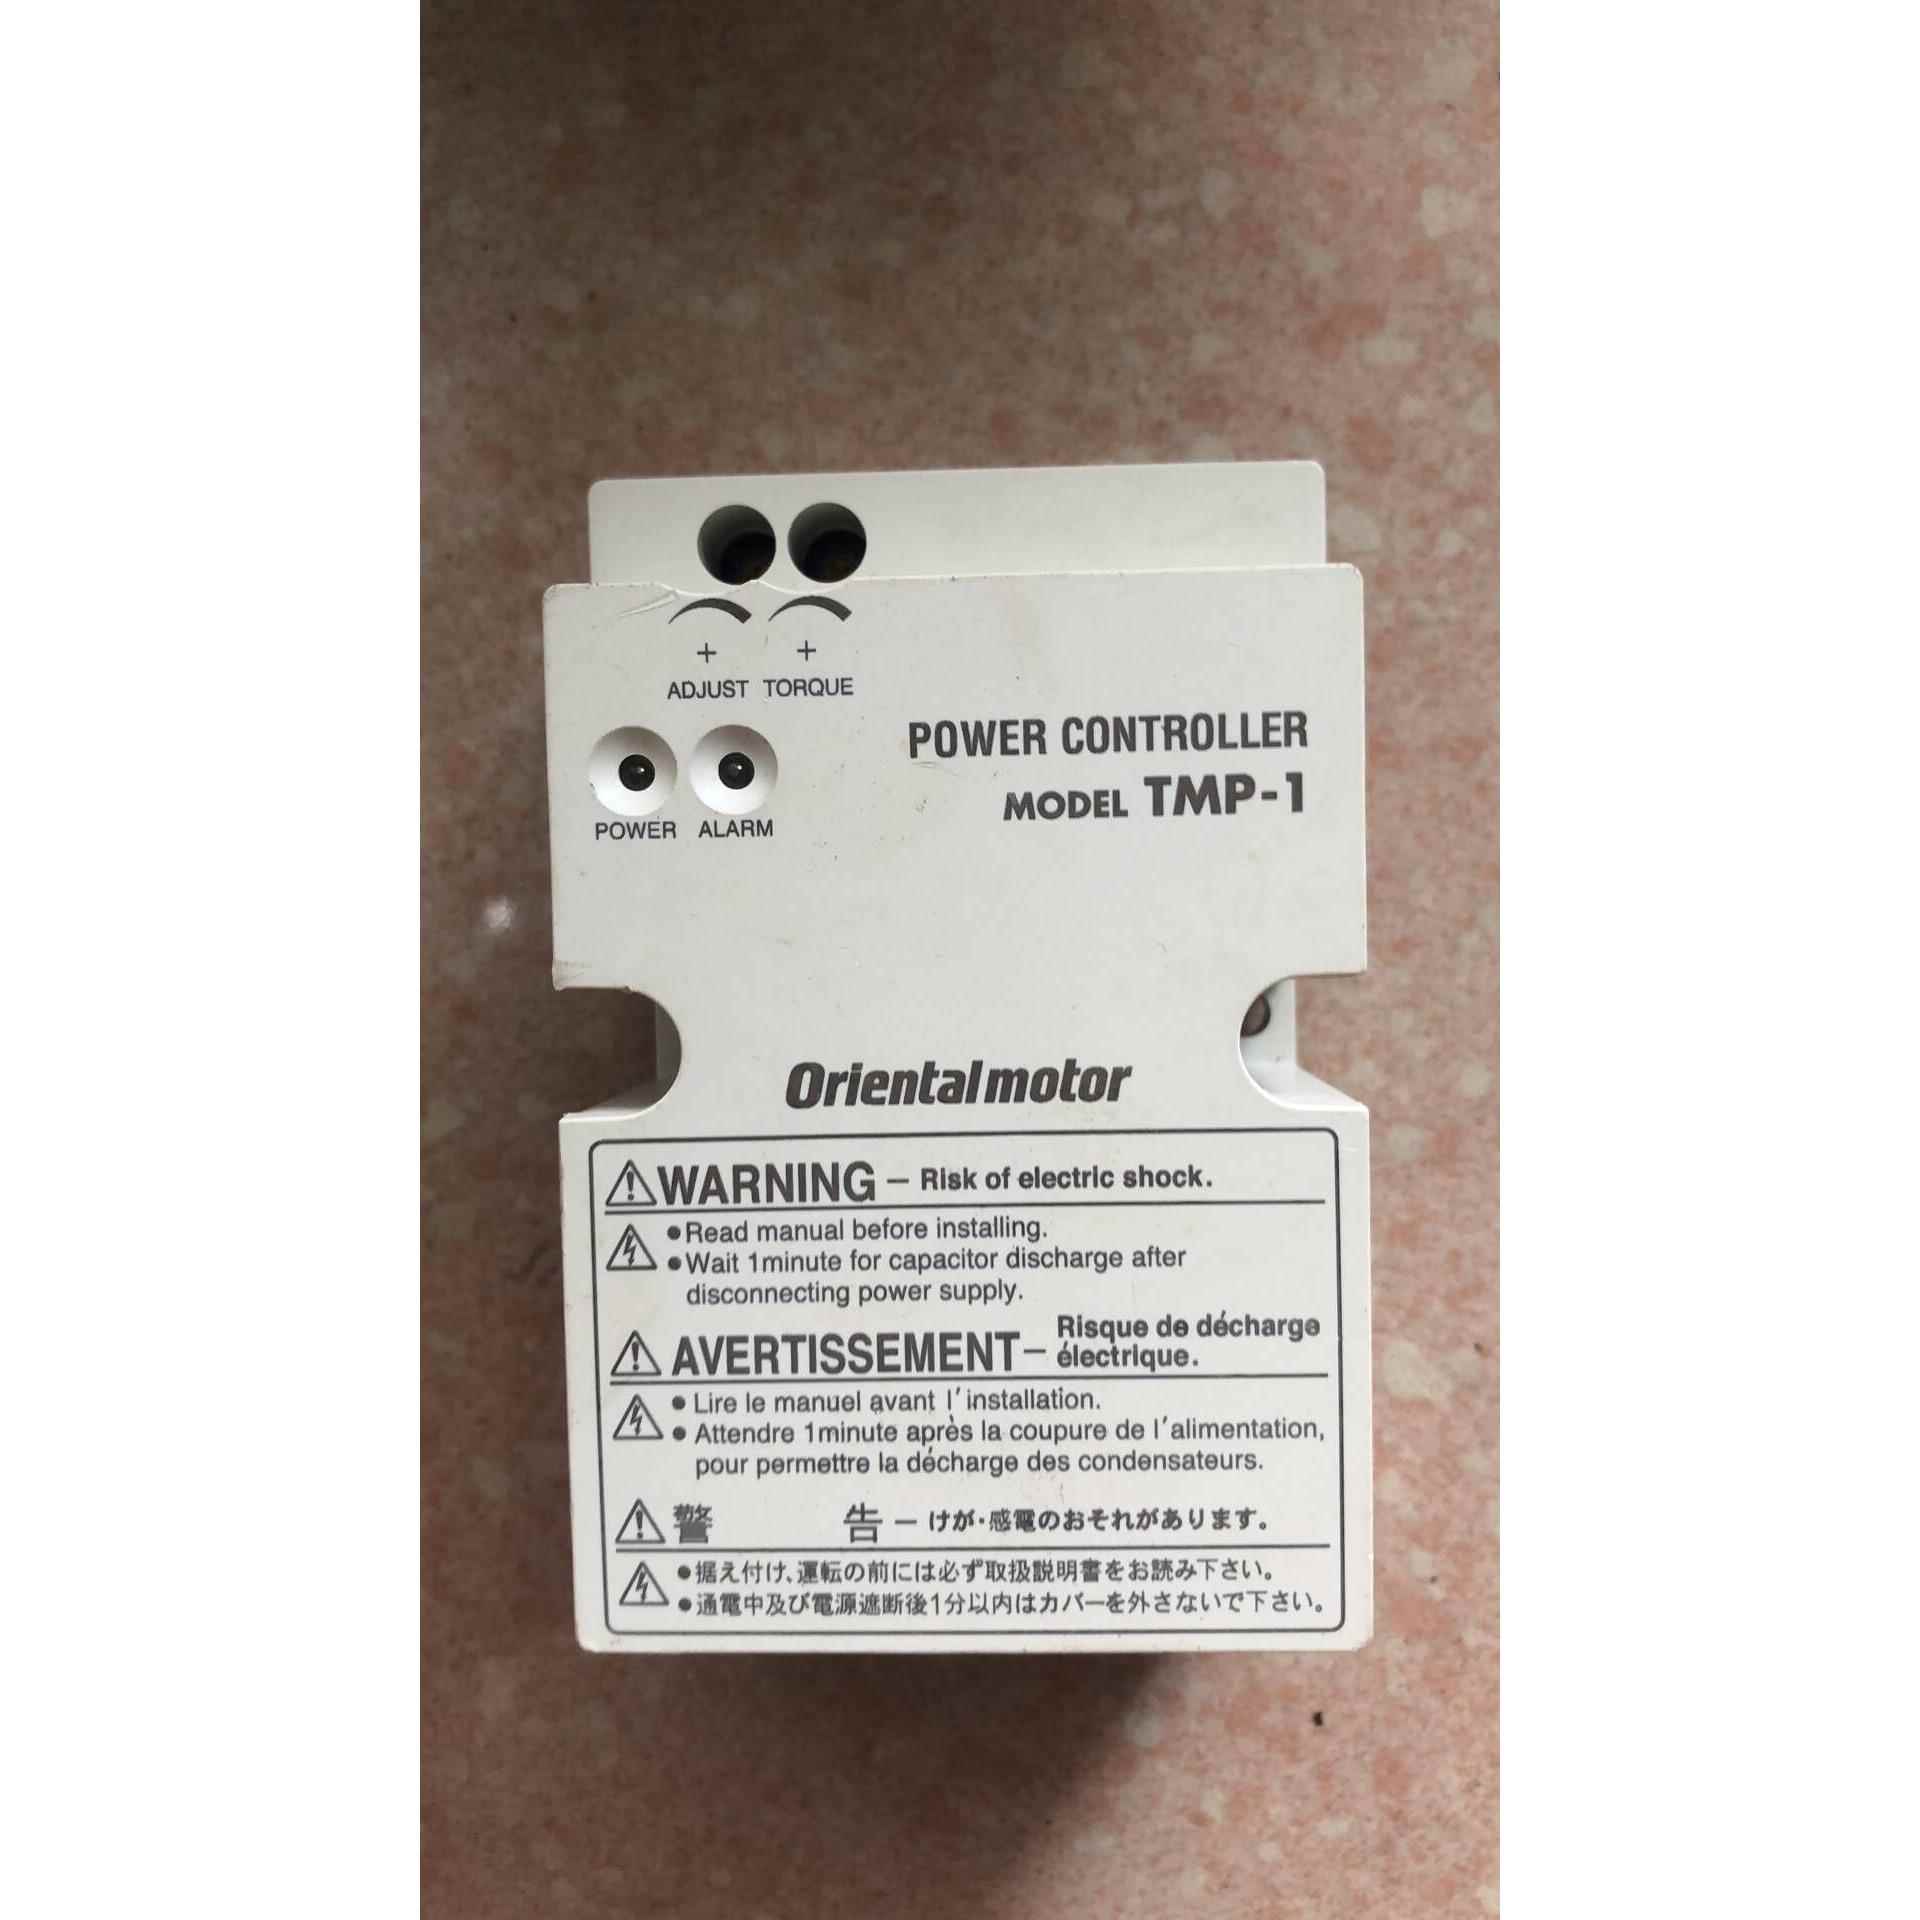 + +
ADJUST TORQUE
POWER CONTROLLER
MODEL TMP-1
POWER ALARM
Orientalmotor
WARNING – Risk of electric shock.
●Read manual before installing.
●Wait 1minute for capacitor discharge after
disconnecting power supply.
AVERTISSEMENT– Risque de décharge
électrique.
● Lire le manuel avant l'installation.
● Attendre 1minute après la coupure de l'alimentation,
pour permettre la décharge des condensateurs.
警 告 – けが・感電のおそれがあります。
●据え付け、運転の前には必ず取扱説明書をお読み下さい。
●通電中及び電源遮断後1分以内はカバーを外さないで下さい。